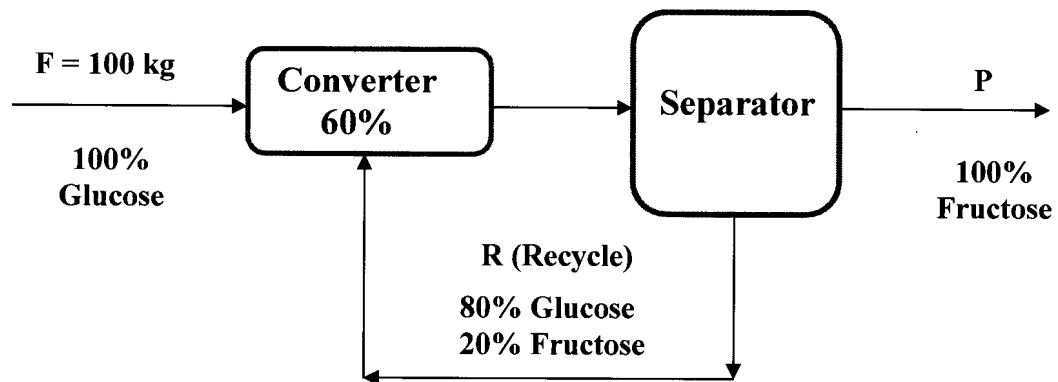 F = 100 kg
100%
Glucose
Converter
60%
Separator
P
100%
Fructose
R (Recycle)
80% Glucose
20% Fructose